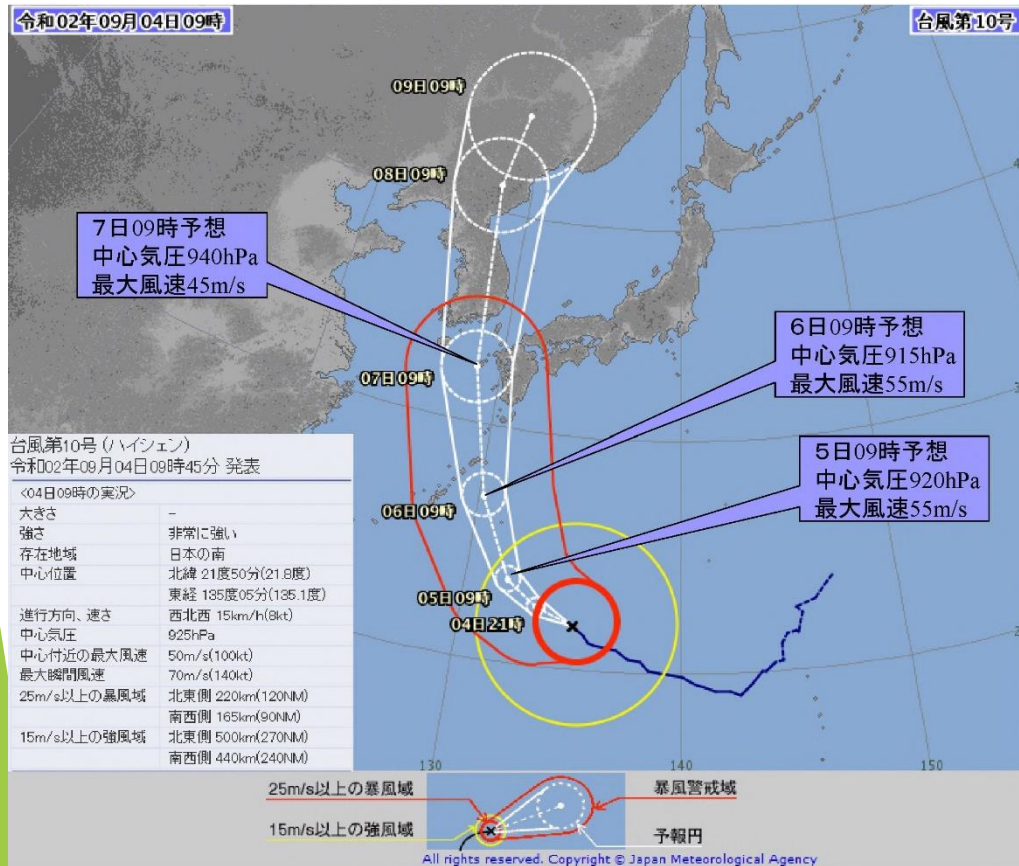 令和02年09月04日09時
台風第10号
09日09時
08日09時
7日09時予想
中心気圧940hPa
最大風速45m/s
6日09時予想
中心気圧915hPa
最大風速55m/s
07日09時
5日09時予想
中心気圧920hPa
最大風速55m/s
06日09時
05日09時
04日21時
台風第10号 (ハイシェン)
令和02年09月04日09時45分 発表
<04日09時の実況>
大きさ -
強さ 非常に強い
存在地域 日本の南
中心位置 北緯 21度50分(21.8度)
東経 135度05分(135.1度)
進行方向、速さ 西北西 15km/h(8kt)
中心気圧 925hPa
中心付近の最大風速 50m/s(100kt)
最大瞬間風速 70m/s(140kt)
25m/s以上の暴風域 北東側 220km(120NM)
南西側 165km(90NM)
15m/s以上の強風域 北東側 500km(270NM)
南西側 440km(240NM)
40
30
20
130
140
150
25m/s以上の暴風域
暴風警戒域
15m/s以上の強風域
予報円
All rights reserved. Copyright © Japan Meteorological Agency